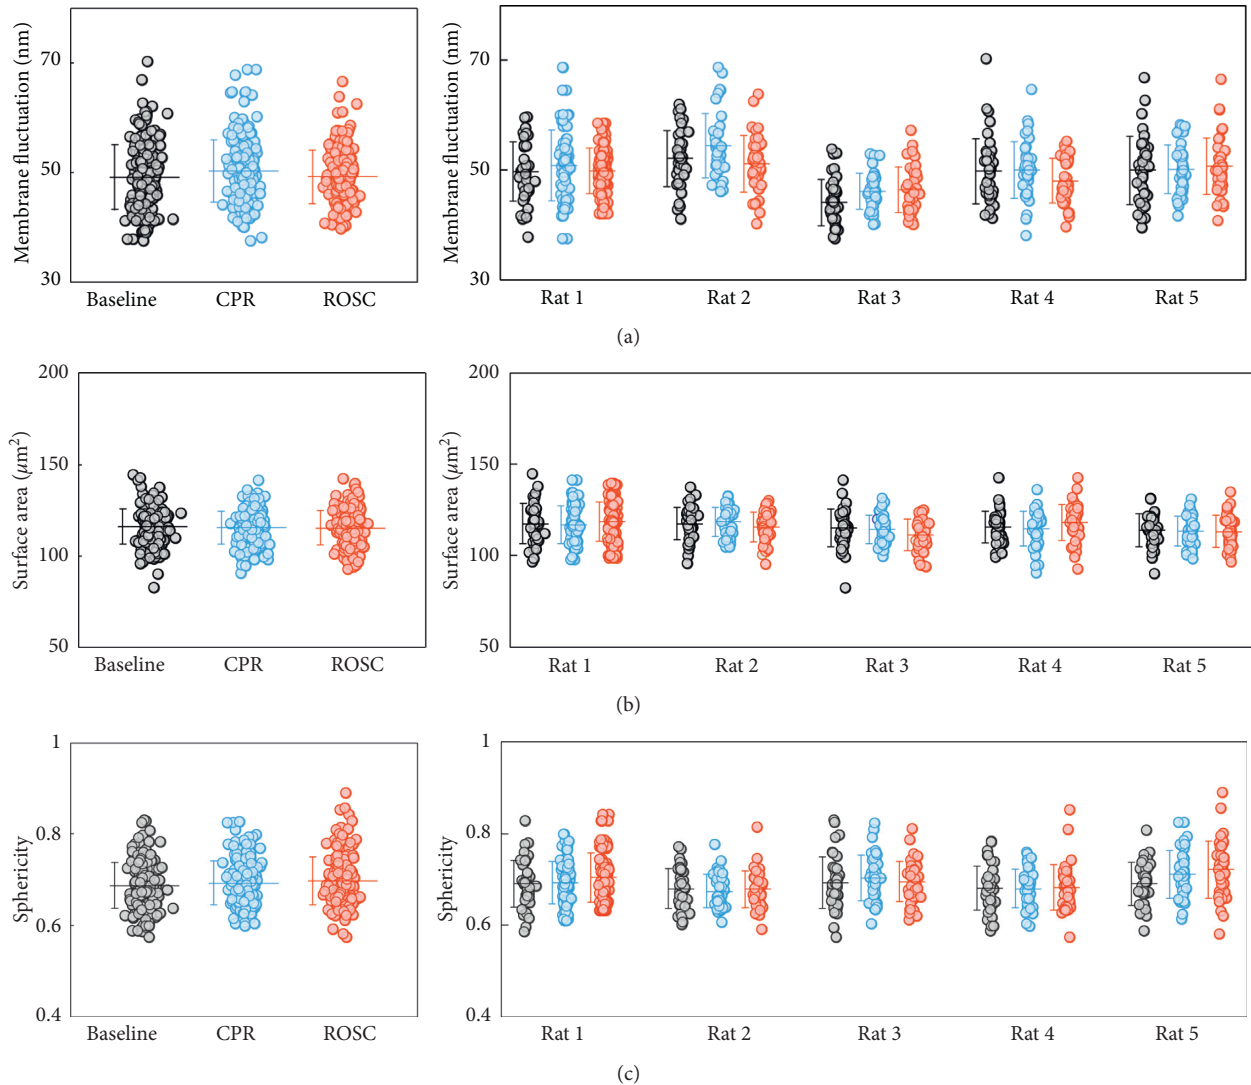 Membrane fluctuation (nm)
70
50
30
Baseline CPR ROSC
Membrane fluctuation (nm)
70
50
30
Rat 1 Rat 2 Rat 3 Rat 4 Rat 5
(a)
Surface area (μm²)
200
150
100
50
Baseline CPR ROSC
Surface area (μm²)
200
150
100
50
Rat 1 Rat 2 Rat 3 Rat 4 Rat 5
(b)
Sphericity
1
0.8
0.6
0.4
Baseline CPR ROSC
Sphericity
1
0.8
0.6
0.4
Rat 1 Rat 2 Rat 3 Rat 4 Rat 5
(c)